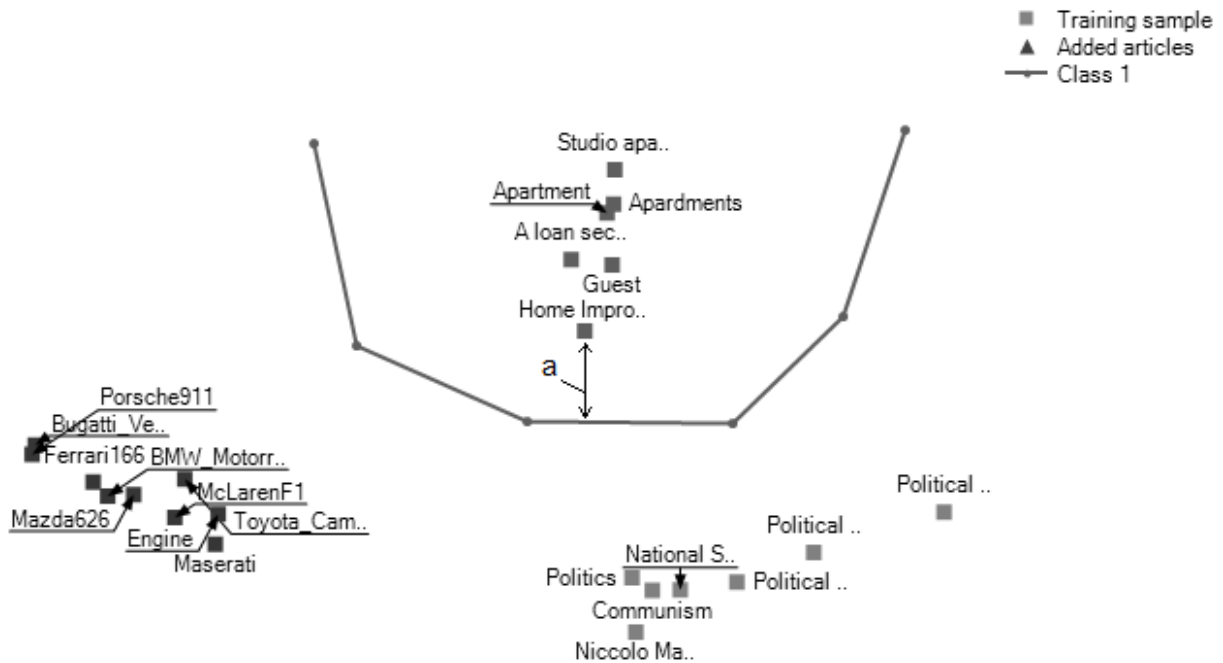 Training sample
Added articles
Class 1
Studio apa..
Apartment
Apardments
A loan sec..
Guest
Home Impro..
a
Porsche911
Bugatti_Ve..
Ferrari166
BMW_Motorr..
McLarenF1
Mazda626
Toyota_Cam..
Engine
Maserati
Political ..
Political ..
National S..
Politics
Political ..
Communism
Niccolo Ma..